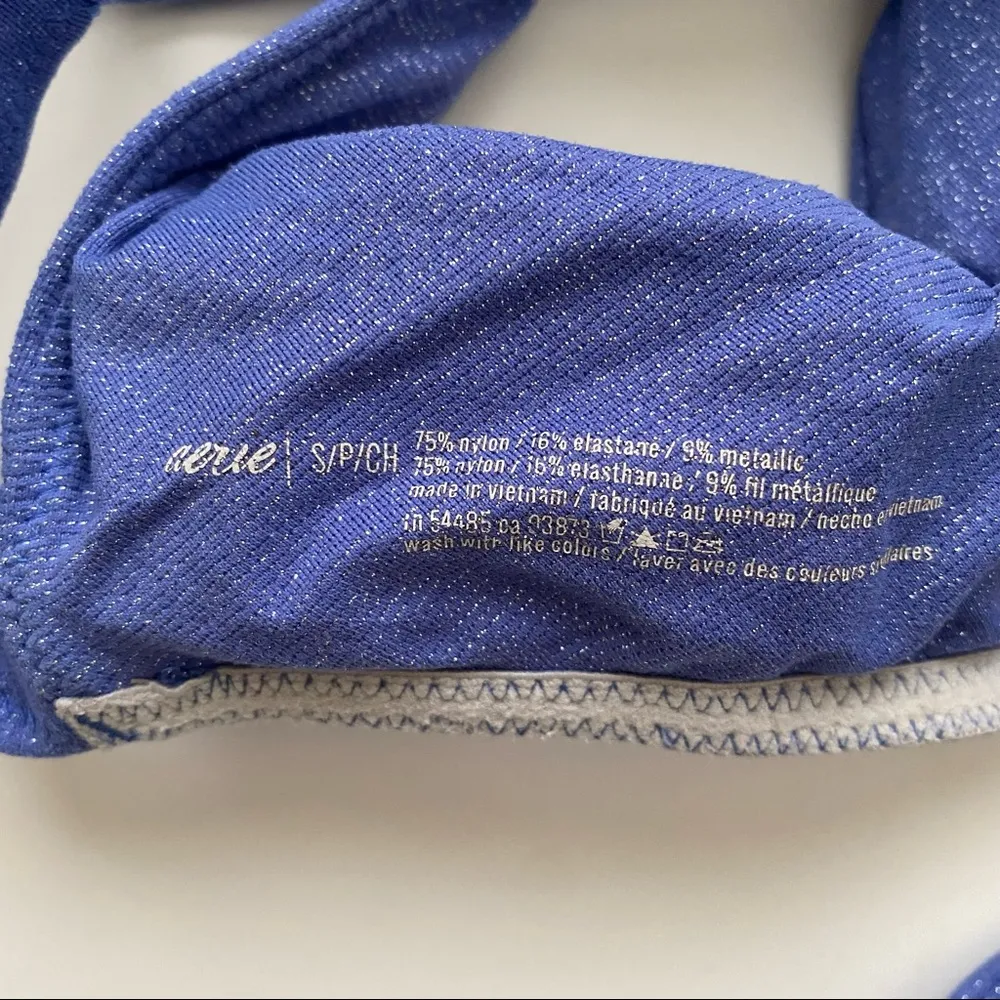 aerie | S/P/CH
75% nylon / 16% elastane / 9% metallic
75% nylon / 16% elasthanne / 9% fil métallique
made in vietnam / fabriqué au vietnam / hecho en vietnam
rn 54485 ca 93873
wash with like colors / laver avec des couleurs